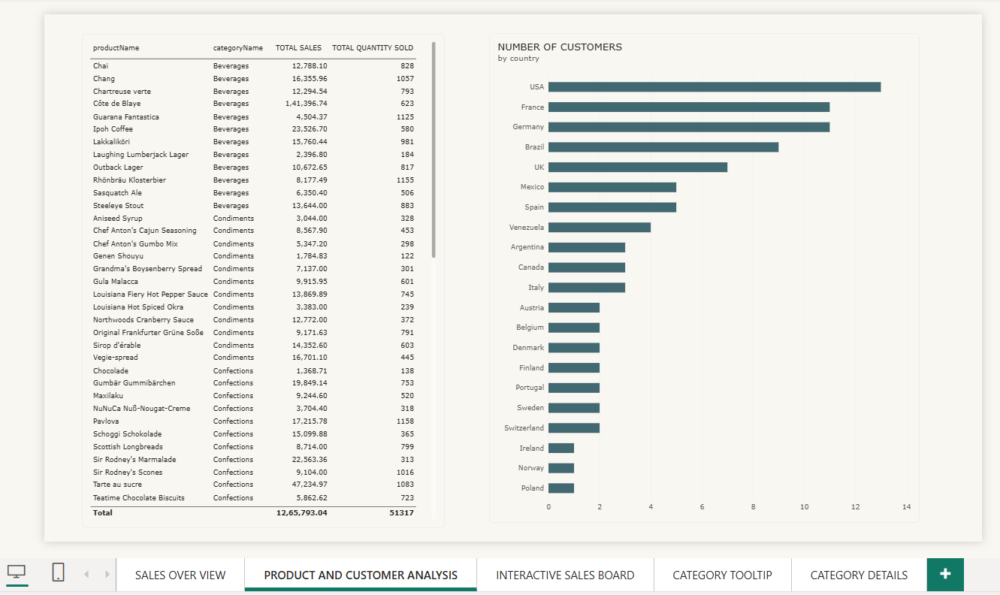 productName categoryName TOTAL SALES TOTAL QUANTITY SOLD
Chai Beverages 12,788.10 828
Chang Beverages 16,355.96 1057
Chartreuse verte Beverages 12,294.54 793
Côte de Blaye Beverages 1,41,396.74 623
Guarana Fantastica Beverages 4,504.37 1125
Ipoh Coffee Beverages 23,526.70 580
Lakkalikööri Beverages 15,760.44 981
Laughing Lumberjack Lager Beverages 2,396.80 184
Outback Lager Beverages 10,672.65 817
Rhönbräu Klosterbier Beverages 8,177.49 1155
Sasquatch Ale Beverages 6,350.40 506
Steeleye Stout Beverages 13,644.00 883
Aniseed Syrup Condiments 3,044.00 328
Chef Anton's Cajun Seasoning Condiments 8,567.90 453
Chef Anton's Gumbo Mix Condiments 5,347.20 298
Genen Shouyu Condiments 1,784.83 122
Grandma's Boysenberry Spread Condiments 7,137.00 301
Gula Malacca Condiments 9,915.95 601
Louisiana Fiery Hot Pepper Sauce Condiments 13,869.89 745
Louisiana Hot Spiced Okra Condiments 3,383.00 239
Northwoods Cranberry Sauce Condiments 12,772.00 372
Original Frankfurter Grüne Soße Condiments 9,171.63 791
Sirop d'érable Condiments 14,352.60 603
Vegie-spread Condiments 16,701.10 445
Chocolade Confections 1,368.71 138
Gumbär Gummibärchen Confections 19,849.14 753
Maxilaku Confections 9,244.60 520
NuNuCa Nuß-Nougat-Creme Confections 3,704.40 318
Pavlova Confections 17,215.78 1158
Schoggi Schokolade Confections 15,099.88 365
Scottish Longbreads Confections 8,714.00 799
Sir Rodney's Marmalade Confections 22,563.36 313
Sir Rodney's Scones Confections 9,104.00 1016
Tarte au sucre Confections 47,234.97 1083
Teatime Chocolate Biscuits Confections 5,862.62 723
Total 12,65,793.04 51317
NUMBER OF CUSTOMERS
by country
USA
France
Germany
Brazil
UK
Mexico
Spain
Venezuela
Argentina
Canada
Italy
Austria
Belgium
Denmark
Finland
Portugal
Sweden
Switzerland
Ireland
Norway
Poland
0 2 4 6 8 10 12 14
SALES OVER VIEW PRODUCT AND CUSTOMER ANALYSIS INTERACTIVE SALES BOARD CATEGORY TOOLTIP CATEGORY DETAILS +